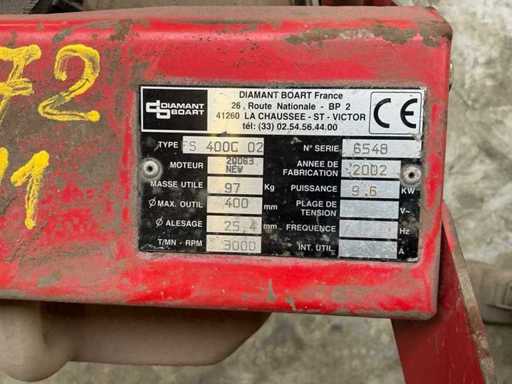 72
11
DIAMANT BOART
DIAMANT BOART France
26, Route Nationale - BP 2
41260 LA CHAUSSEE - ST - VICTOR
tél: (33) 02.54.56.44.00
CE
TYPE FS 400C 02 N° SERIE 6548
MOTEUR 20063 NEW ANNEE DE FABRICATION 2002
MASSE UTILE 97 Kg PUISSANCE 9.6 KW
Ø MAX. OUTIL 400 mm PLAGE DE TENSION V~
Ø ALESAGE 25,4 mm FREQUENCE Hz
T/MN - RPM 3000 INT. UTIL. A